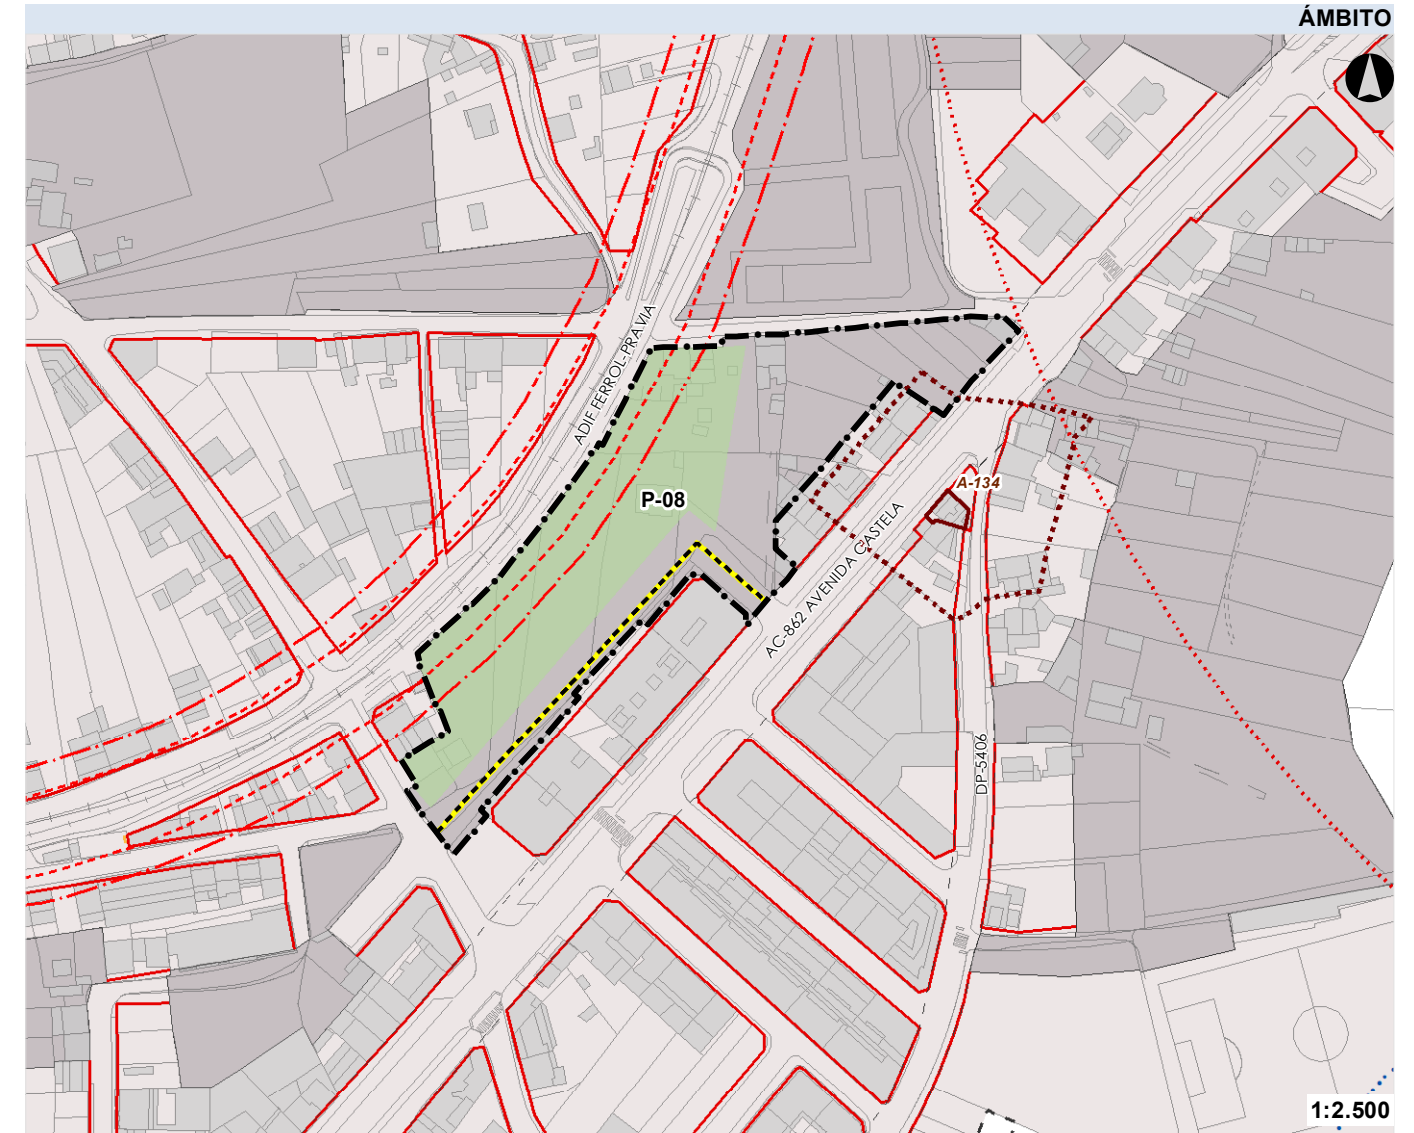 ÁMBITO
ADIF FERROL-PRAVIA
P-08
A-134
AC-862 AVENIDA CASTELA
DP-5406
1:2.500